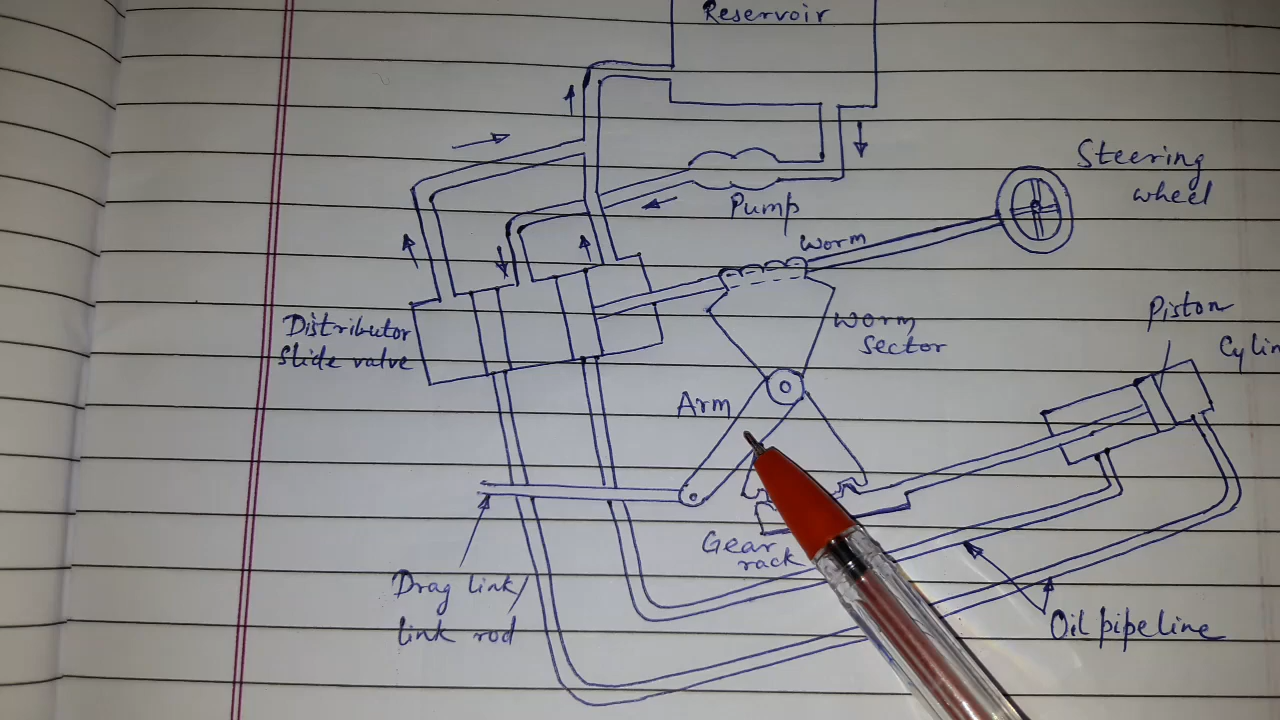 Reservoir
Steering
wheel
Pump
Worm
Piston
Distributor
Slide valve
Worm
Sector
Cylin
Arm
Gear
rack
Drag link/
link rod
Oil pipeline